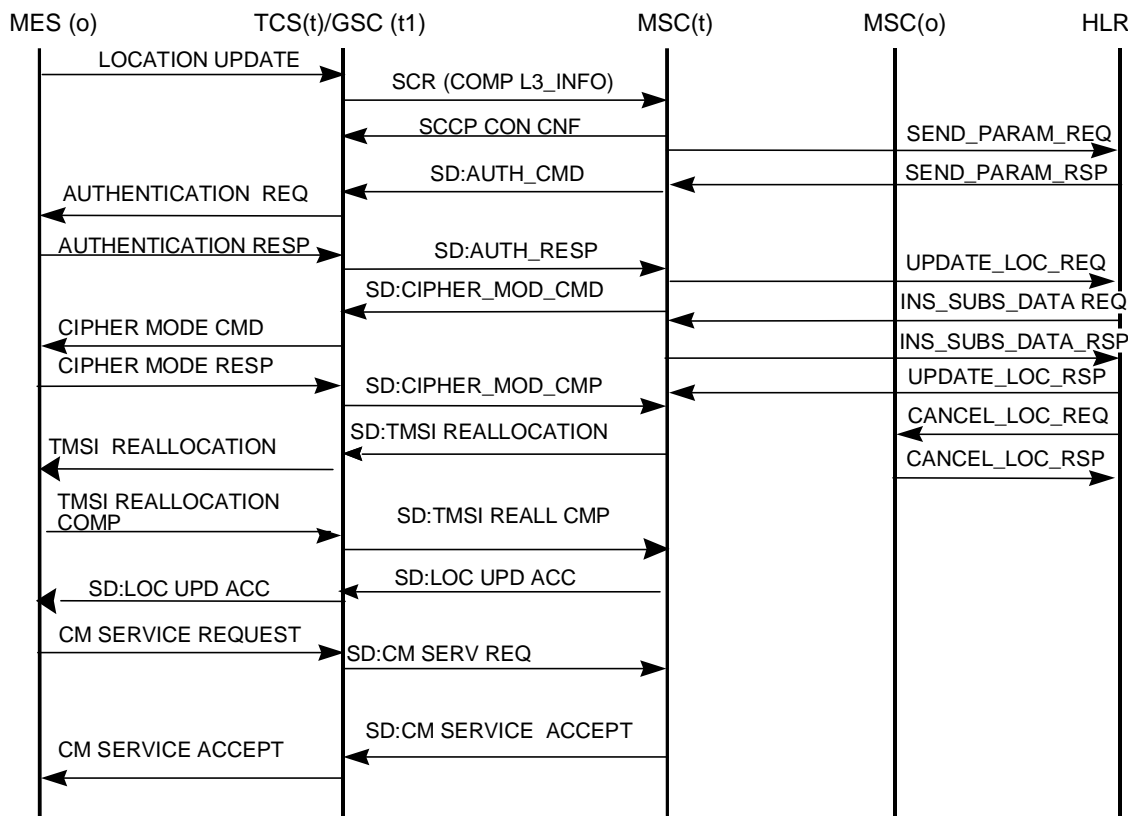 MES (o) TCS(t)/GSC (t1) MSC(t) MSC(o) HLR
LOCATION UPDATE
SCR (COMP L3_INFO)
SCCP CON CNF
SEND_PARAM_REQ
SD:AUTH_CMD
SEND_PARAM_RSP
AUTHENTICATION REQ
AUTHENTICATION RESP
SD:AUTH_RESP
UPDATE_LOC_REQ
SD:CIPHER_MOD_CMD
INS_SUBS_DATA REQ
CIPHER MODE CMD
INS_SUBS_DATA_RSP
CIPHER MODE RESP
SD:CIPHER_MOD_CMP
UPDATE_LOC_RSP
CANCEL_LOC_REQ
SD:TMSI REALLOCATION
TMSI REALLOCATION
CANCEL_LOC_RSP
TMSI REALLOCATION
COMP
SD:TMSI REALL CMP
SD:LOC UPD ACC
SD:LOC UPD ACC
CM SERVICE REQUEST
SD:CM SERV REQ
SD:CM SERVICE ACCEPT
CM SERVICE ACCEPT